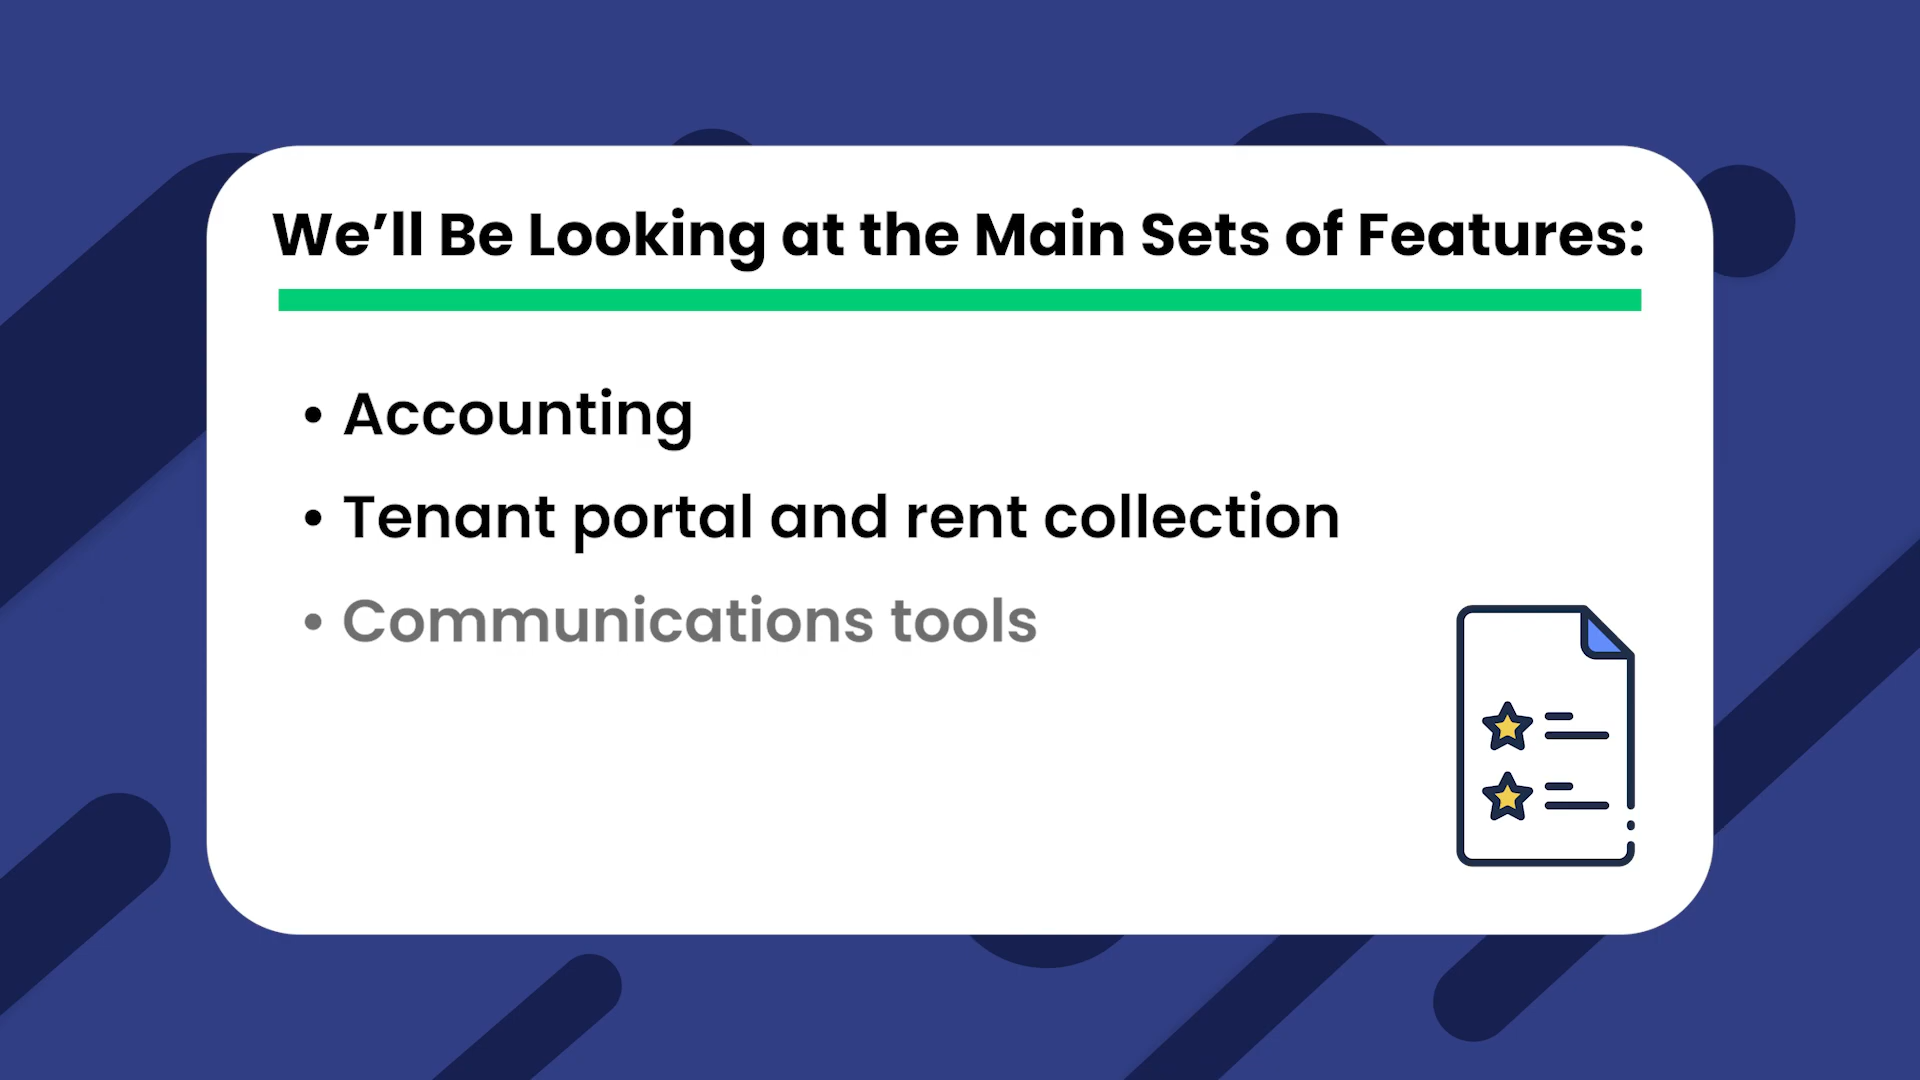 We’ll Be Looking at the Main Sets of Features:
• Accounting
• Tenant portal and rent collection
• Communications tools